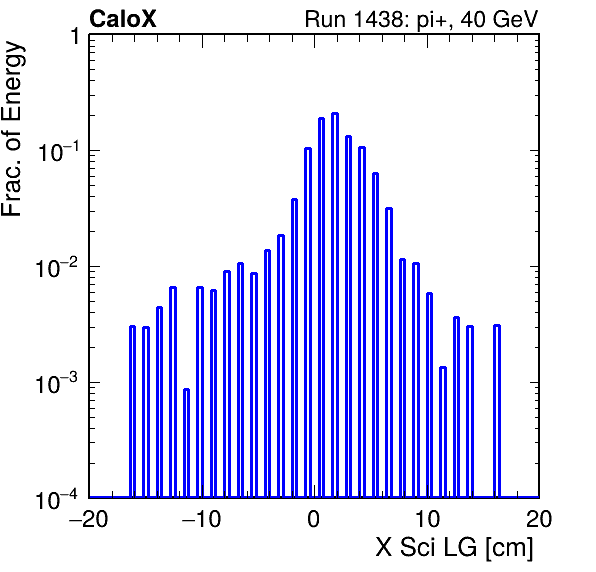 CaloX
Run 1438: pi+, 40 GeV
Frac. of Energy
1
10⁻¹
10⁻²
10⁻³
10⁻⁴
−20
−10
0
10
20
X Sci LG [cm]